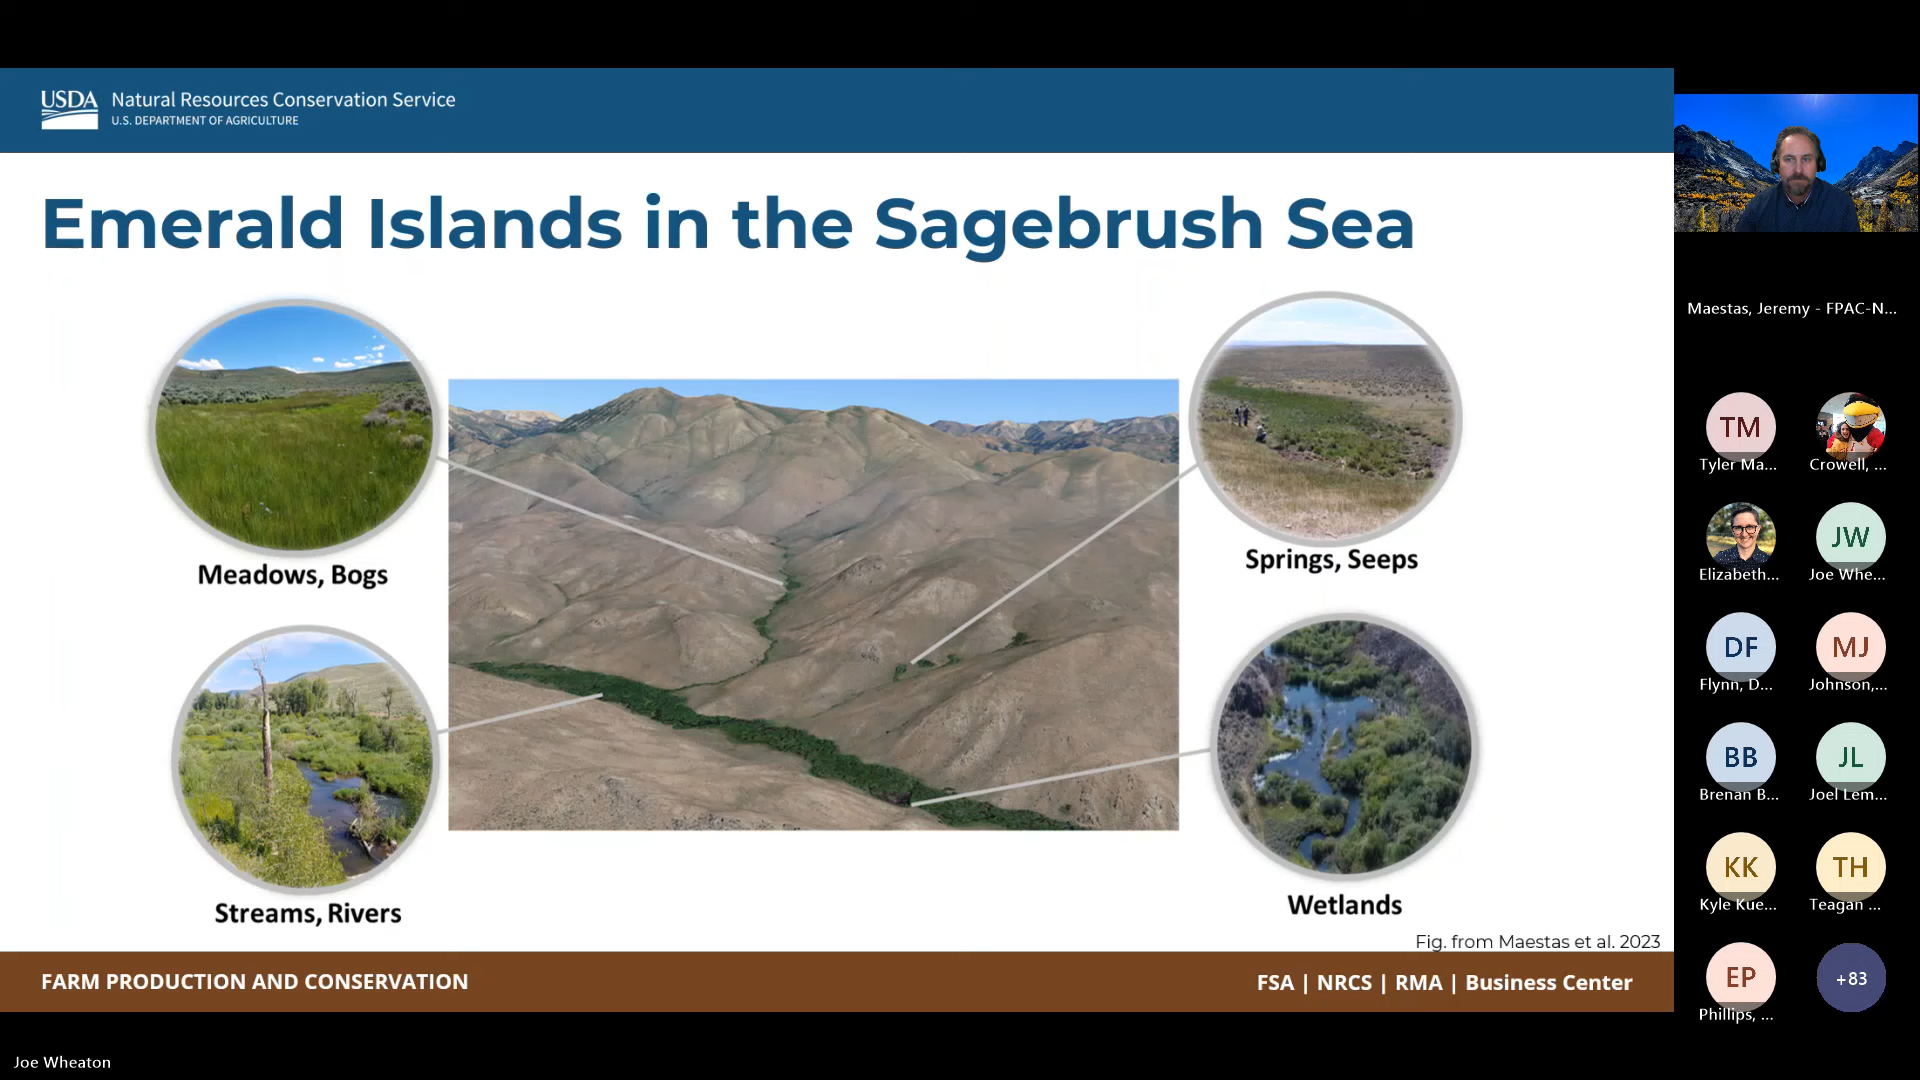 USDA
Natural Resources Conservation Service
U.S. DEPARTMENT OF AGRICULTURE
Emerald Islands in the Sagebrush Sea
Meadows, Bogs
Springs, Seeps
Streams, Rivers
Wetlands
Fig. from Maestas et al. 2023
FARM PRODUCTION AND CONSERVATION
FSA | NRCS | RMA | Business Center
Joe Wheaton
Maestas, Jeremy - FPAC-N...
TM
Tyler Ma...
Crowell, ...
Elizabeth...
JW
Joe Whe...
DF
Flynn, D...
MJ
Johnson,...
BB
Brenan B...
JL
Joel Lem...
KK
Kyle Kue...
TH
Teagan ...
EP
Phillips, ...
+83